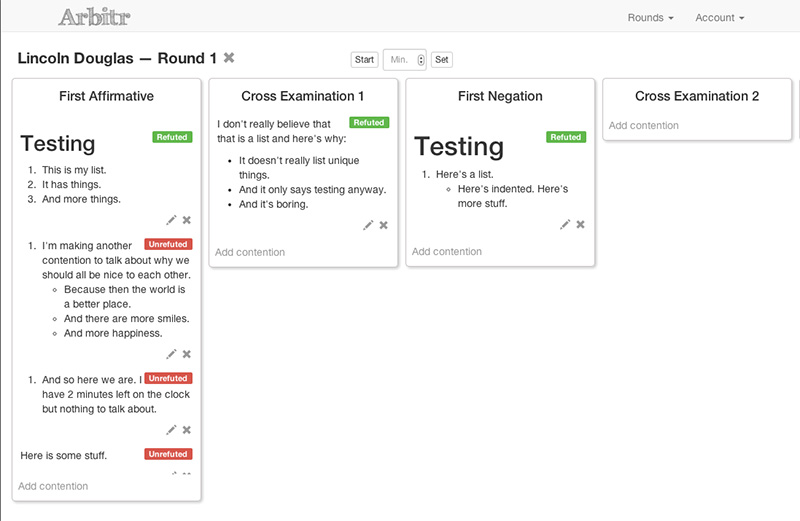 Arbitr
Rounds
Account
Lincoln Douglas — Round 1
Start
Min.
Set
First Affirmative
Testing
Refuted
1. This is my list.
2. It has things.
3. And more things.
1. I'm making another
Unrefuted
contention to talk about why we
should all be nice to each other.
Because then the world is
a better place.
And there are more smiles.
And more happiness.
1. And so here we are. I
Unrefuted
have 2 minutes left on the clock
but nothing to talk about.
Here is some stuff.
Unrefuted
Add contention
Cross Examination 1
I don't really believe that
Refuted
that is a list and here's why:
It doesn't really list unique
things.
And it only says testing anyway.
And it's boring.
Add contention
First Negation
Testing
Refuted
1. Here's a list.
Here's indented. Here's
more stuff.
Add contention
Cross Examination 2
Add contention